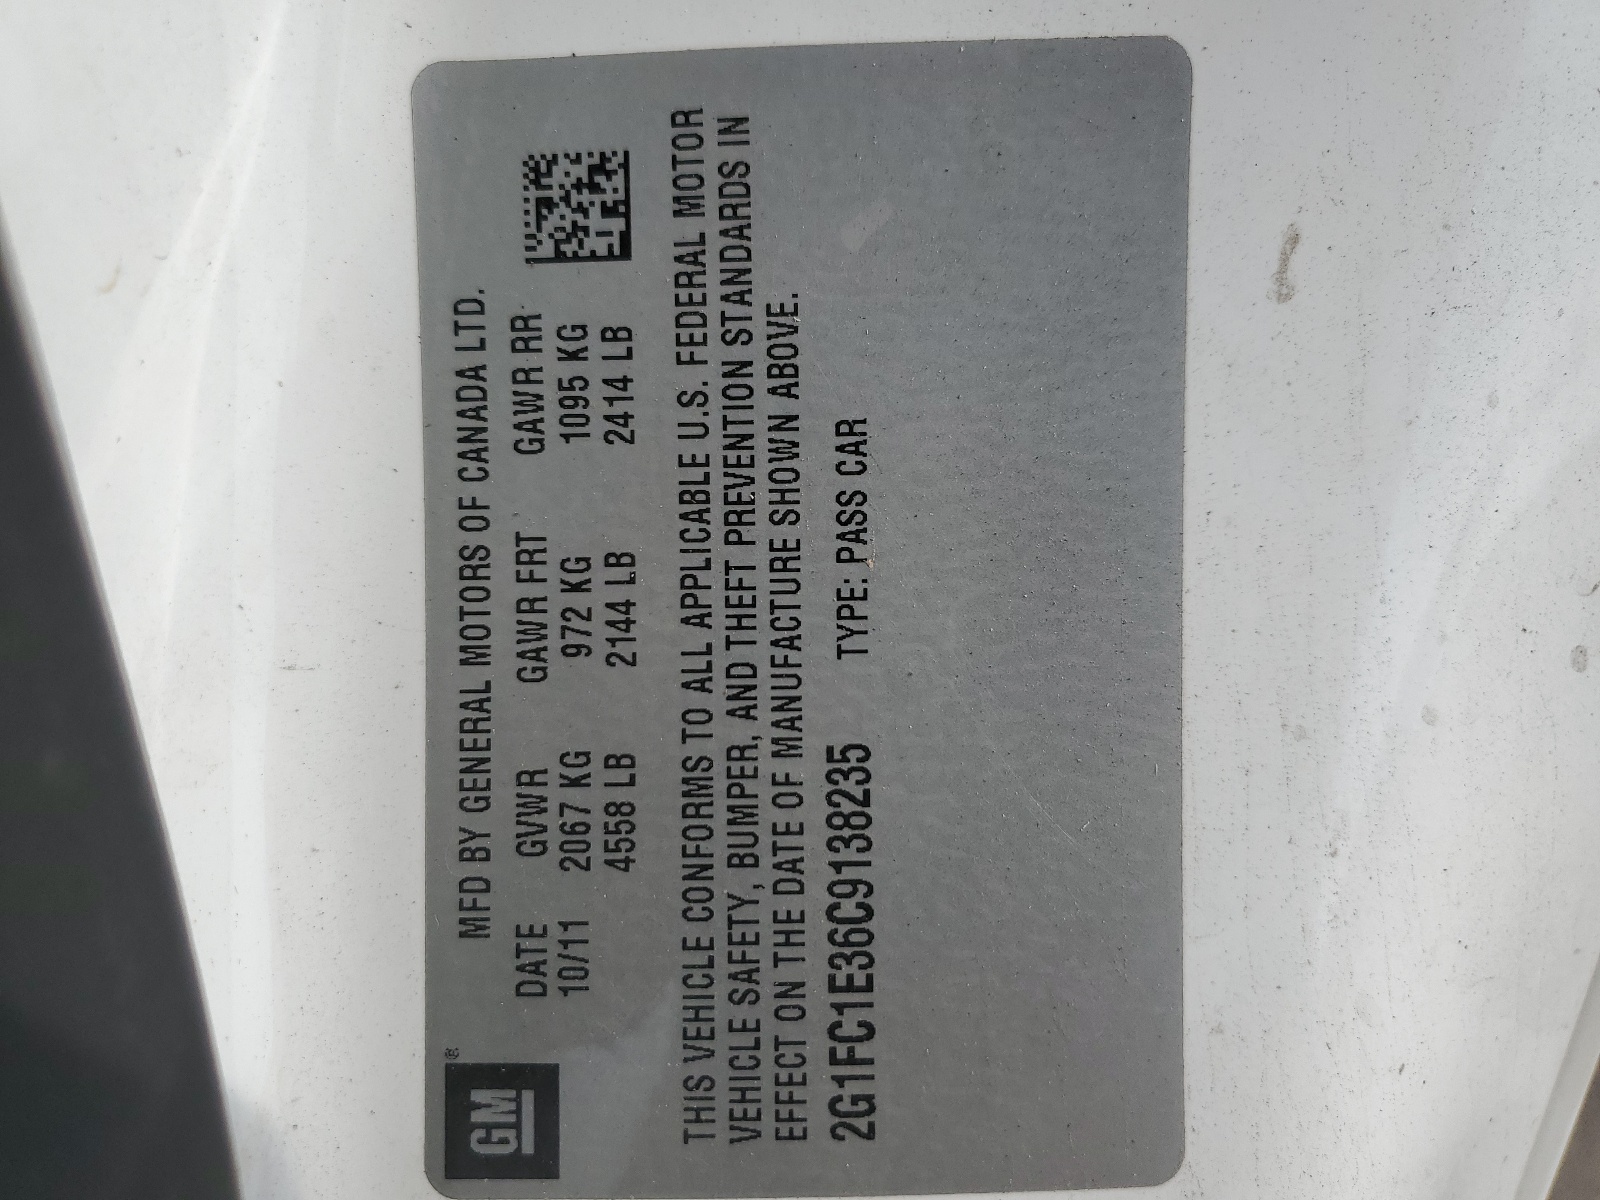 GM®
MFD BY GENERAL MOTORS OF CANADA LTD.
DATE GVWR GAWR FRT GAWR RR
10/11 2067 KG 972 KG 1095 KG
4558 LB 2144 LB 2414 LB
THIS VEHICLE CONFORMS TO ALL APPLICABLE U.S. FEDERAL MOTOR
VEHICLE SAFETY, BUMPER, AND THEFT PREVENTION STANDARDS IN
EFFECT ON THE DATE OF MANUFACTURE SHOWN ABOVE.
2G1FC1E36C9138235 TYPE: PASS CAR